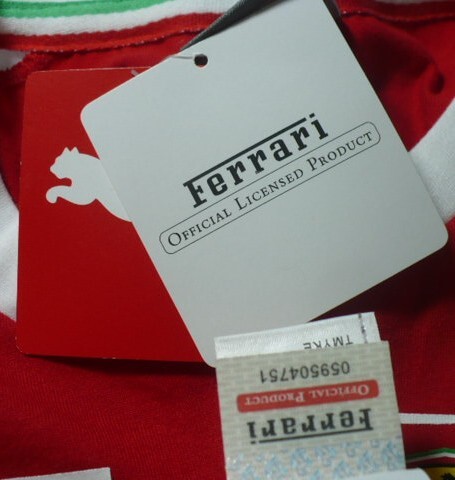 Ferrari
OFFICIAL LICENSED PRODUCT
TMYKE
059504751
OFFICIAL PRODUCT
Ferrari